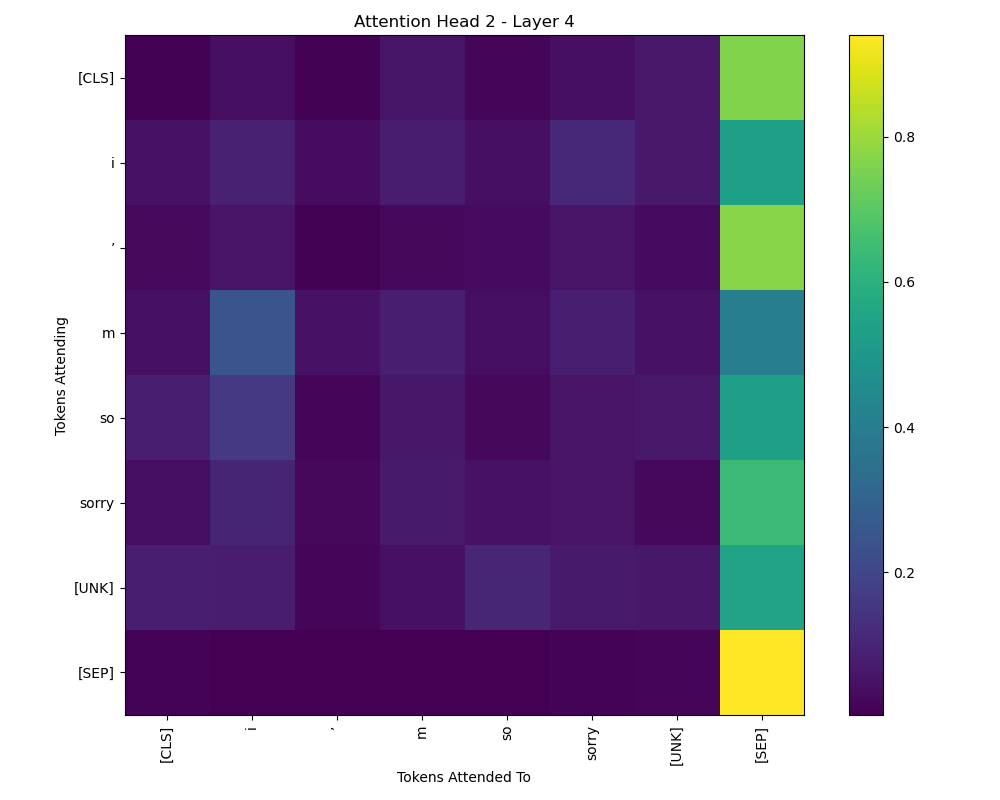 Attention Head 2 - Layer 4
Tokens Attending
[CLS]
i
’
m
so
sorry
[UNK]
[SEP]
[CLS]
i
’
m
so
sorry
[UNK]
[SEP]
Tokens Attended To
0.8
0.6
0.4
0.2